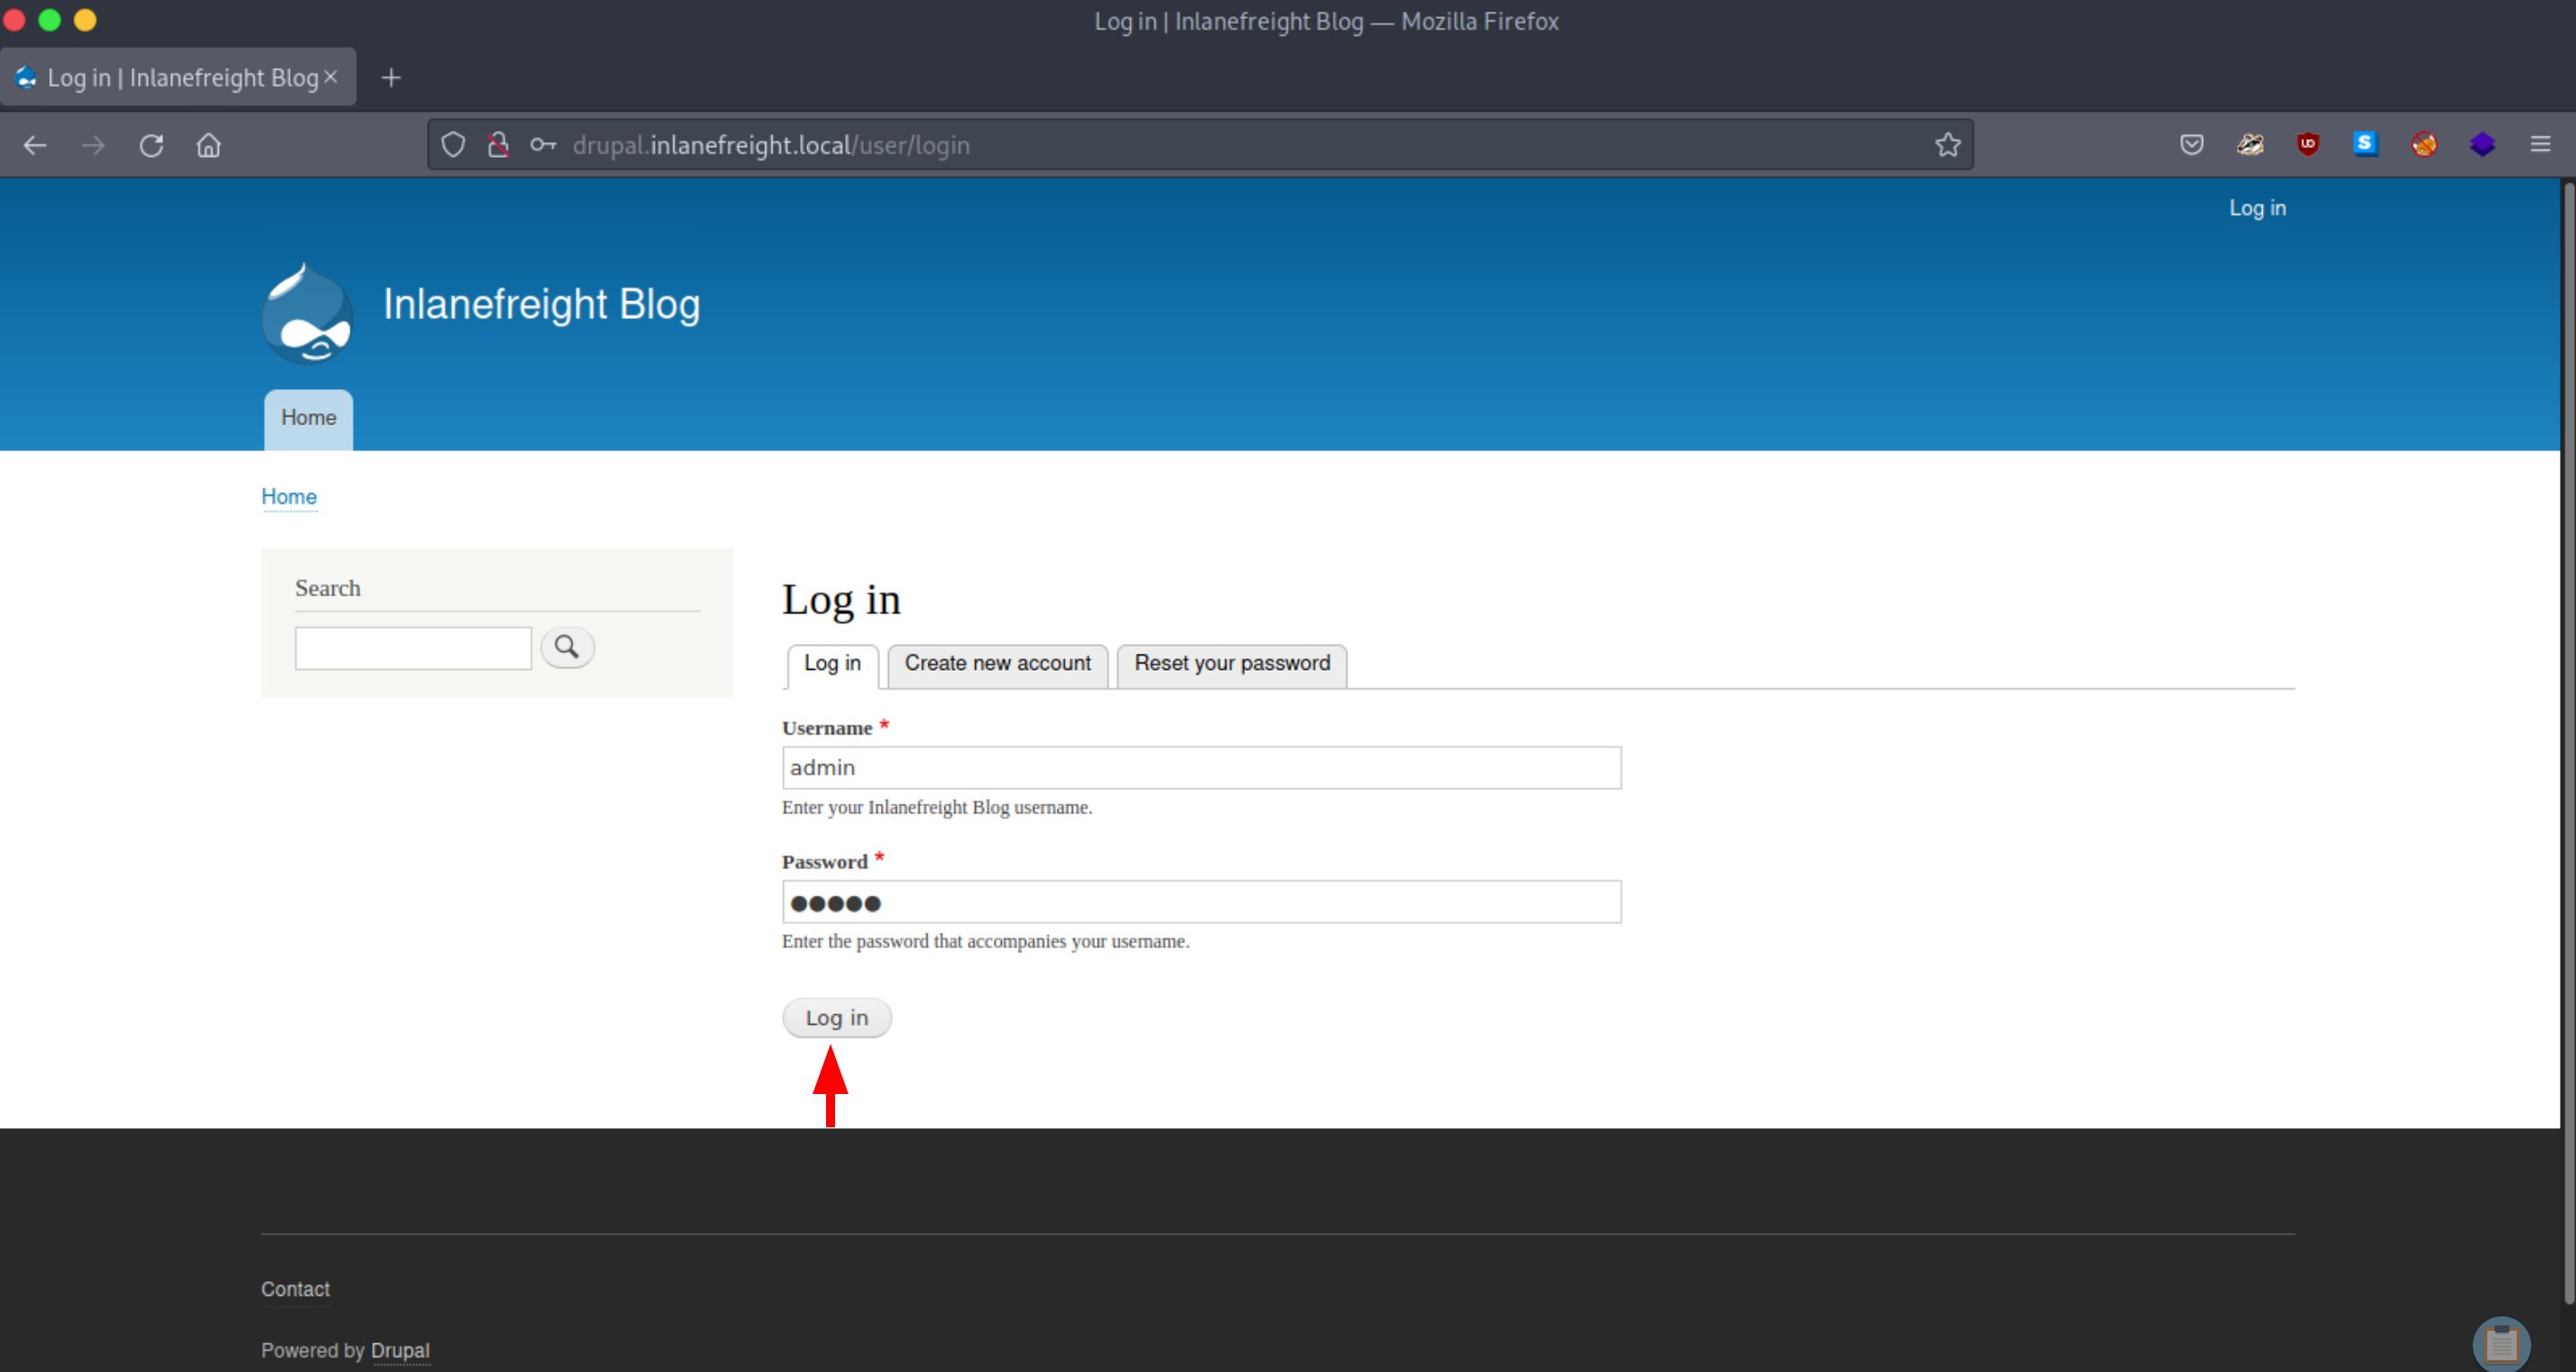 Log in | Inlanefreight Blog — Mozilla Firefox
Log in | Inlanefreight Blog
drupal.inlanefreight.local/user/login
Log in
Inlanefreight Blog
Home
Home
Search
Log in
Log in Create new account Reset your password
Username *
admin
Enter your Inlanefreight Blog username.
Password *
●●●●●
Enter the password that accompanies your username.
Log in
Contact
Powered by Drupal